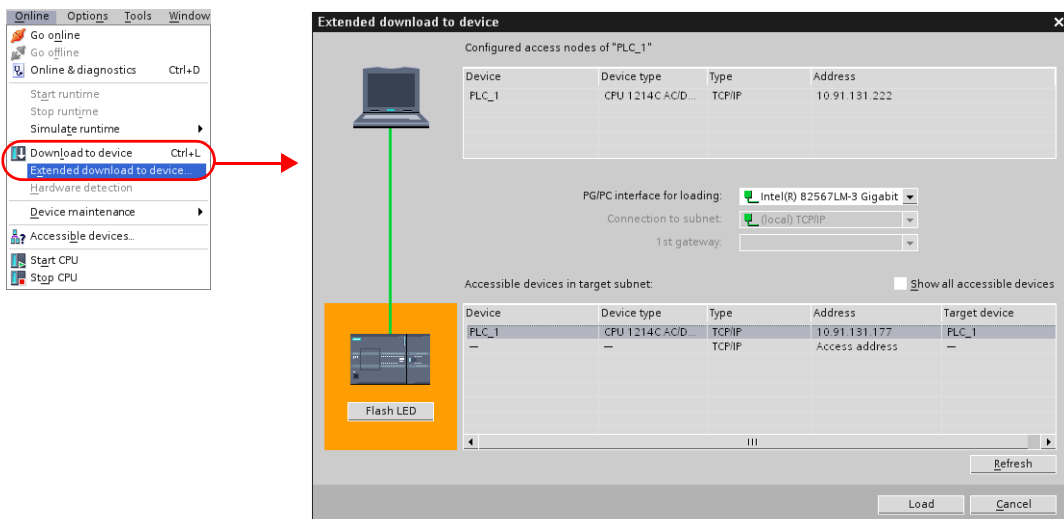 Online Options Tools Window
Go online
Go offline
Online & diagnostics Ctrl+D
Start runtime
Stop runtime
Simulate runtime
Download to device Ctrl+L
Extended download to device...
Hardware detection
Device maintenance
Accessible devices...
Start CPU
Stop CPU
Extended download to device
Configured access nodes of "PLC_1"
Device Device type Type Address
PLC_1 CPU 1214C AC/D... TCP/IP 10.91.131.222
PG/PC interface for loading: Intel(R) 82567LM-3 Gigabit
Connection to subnet: (local) TCP/IP
1st gateway:
Accessible devices in target subnet: Show all accessible devices
Device Device type Type Address Target device
PLC_1 CPU 1214C AC/D... TCP/IP 10.91.131.177 PLC_1
— — TCP/IP Access address —
Flash LED
Refresh
Load Cancel